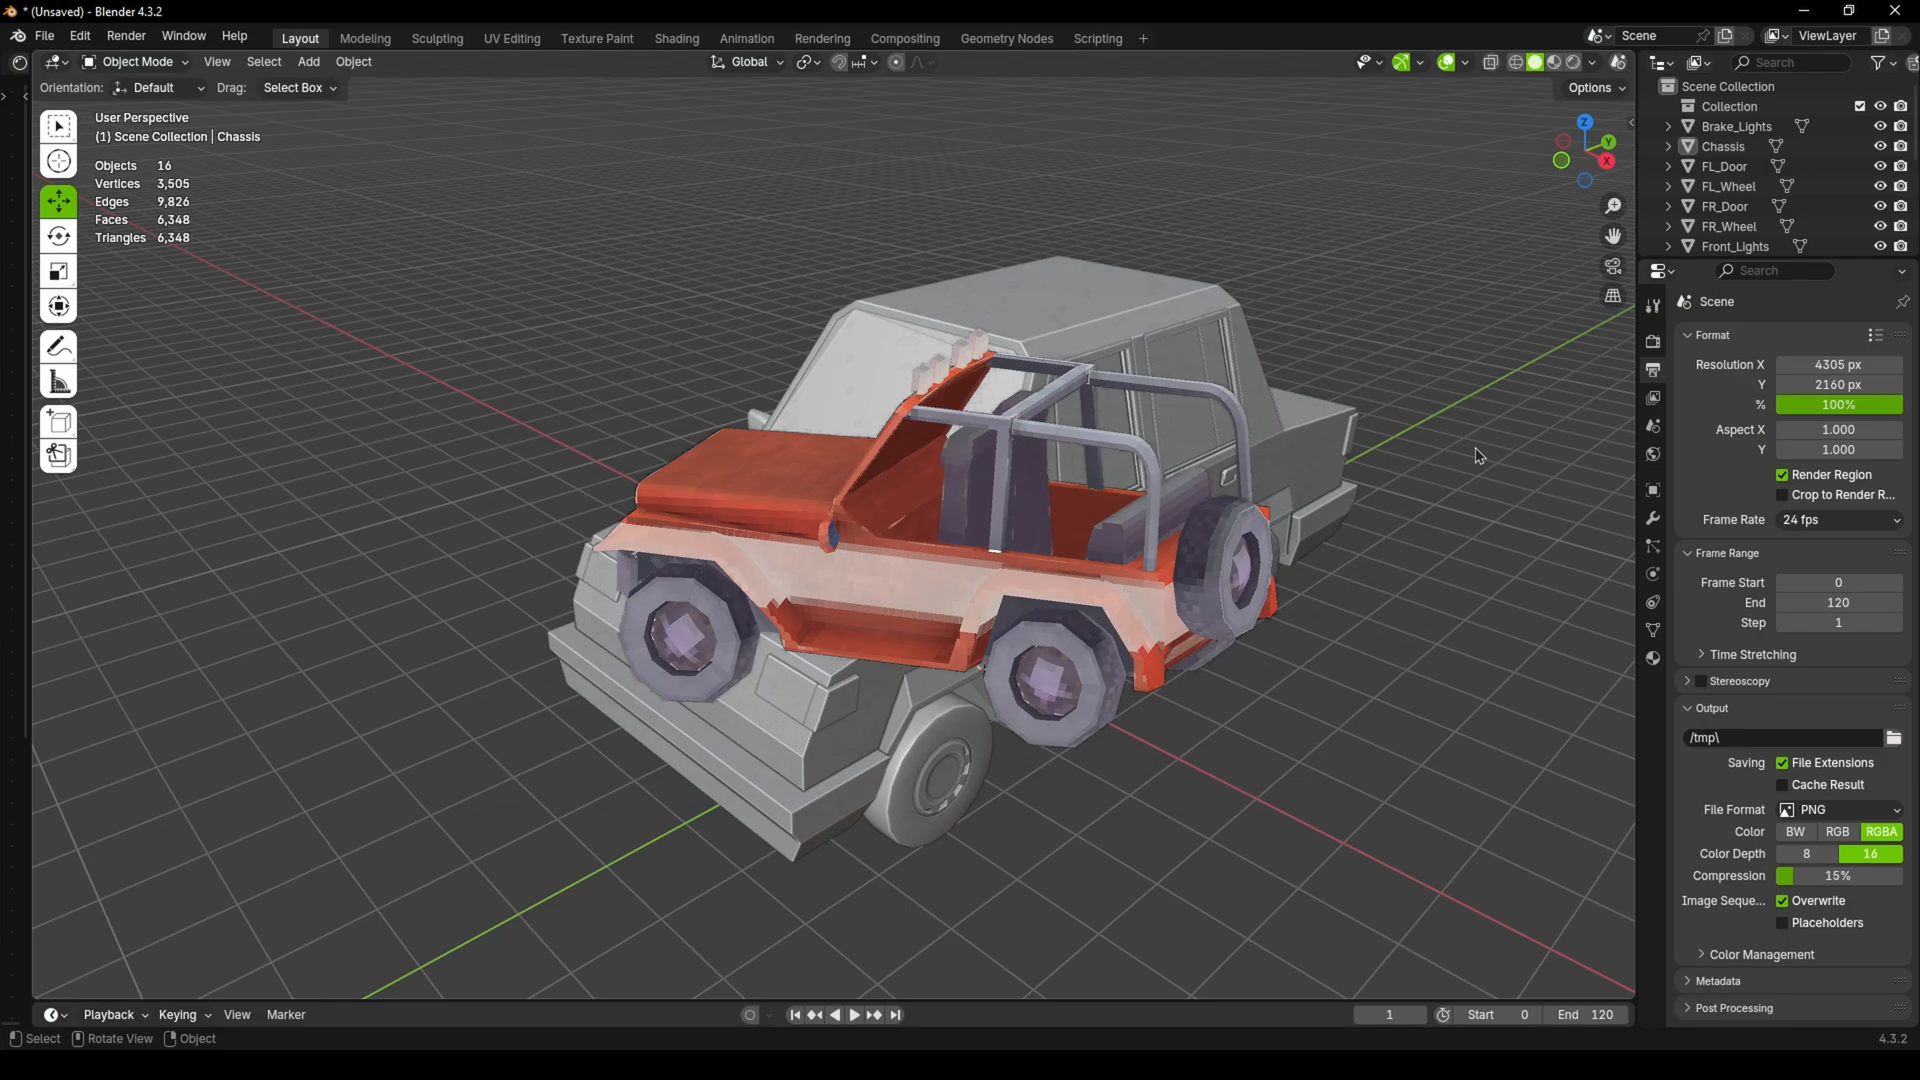 * (Unsaved) - Blender 4.3.2
File Edit Render Window Help
Layout Modeling Sculpting UV Editing Texture Paint Shading Animation Rendering Compositing Geometry Nodes Scripting +
Scene
ViewLayer
Object Mode View Select Add Object
Global
Orientation: Default Drag: Select Box
Options
User Perspective
(1) Scene Collection | Chassis
Objects 16
Vertices 3,505
Edges 9,826
Faces 6,348
Triangles 6,348
Z
Y
X
Search
Scene Collection
Collection
Brake_Lights
Chassis
FL_Door
FL_Wheel
FR_Door
FR_Wheel
Front_Lights
Search
Scene
Format
Resolution X 4305 px
Y 2160 px
% 100%
Aspect X 1.000
Y 1.000
Render Region
Crop to Render R...
Frame Rate 24 fps
Frame Range
Frame Start 0
End 120
Step 1
Time Stretching
Stereoscopy
Output
/tmp\
Saving File Extensions
Cache Result
File Format PNG
Color BW RGB RGBA
Color Depth 8 16
Compression 15%
Image Seque... Overwrite
Placeholders
Color Management
Metadata
Post Processing
Playback Keying View Marker
1 Start 0 End 120
Select Rotate View Object
4.3.2